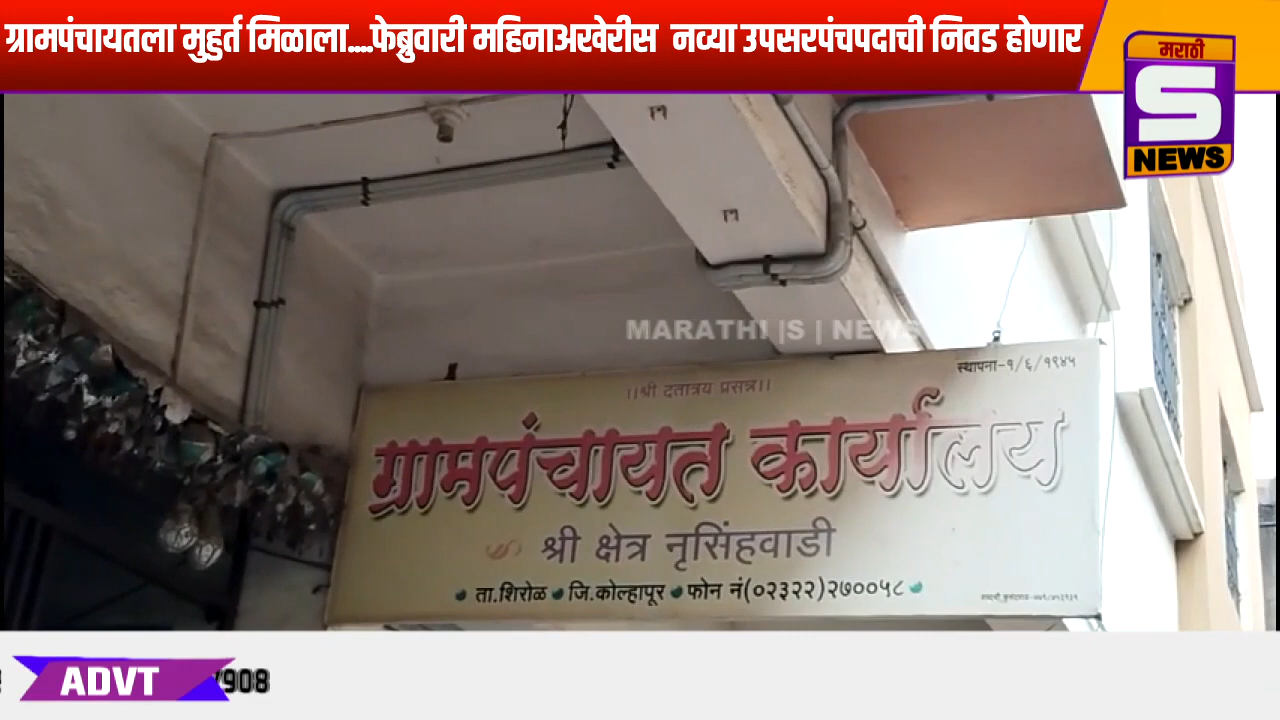 ग्रामपंचायतला मुहुर्त मिळाला....फेब्रुवारी महिनाअखेरीस नव्या उपसरपंचपदाची निवड होणार
मराठी
S
NEWS
MARATHI |S | NEWS
स्थापना-१/६/१९४५
।।श्री दतात्रय प्रसन्न।।
ग्रामपंचायत कार्यालय
श्री क्षेत्र नृसिंहवाडी
ता.शिरोळ जि.कोल्हापूर फोन नं(०२३२२)२७००५८
ADVT
908